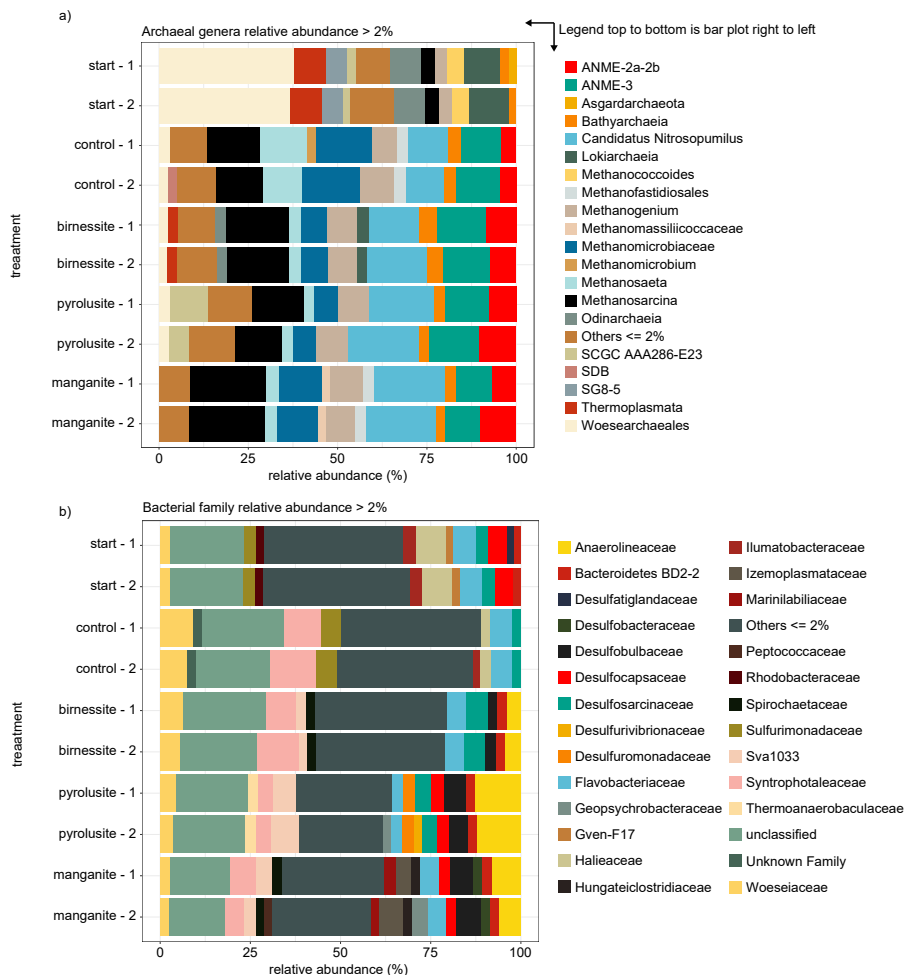 a)
Archaeal genera relative abundance > 2%
Legend top to bottom is bar plot right to left
start - 1
start - 2
control - 1
control - 2
birnessite - 1
birnessite - 2
pyrolusite - 1
pyrolusite - 2
manganite - 1
manganite - 2
treaatment
0 25 50 75 100
relative abundance (%)
ANME-2a-2b
ANME-3
Asgardarchaeota
Bathyarchaeia
Candidatus Nitrosopumilus
Lokiarchaeia
Methanococcoides
Methanofastidiosales
Methanogenium
Methanomassiliicoccaceae
Methanomicrobiaceae
Methanomicrobium
Methanosaeta
Methanosarcina
Odinarchaeia
Others <= 2%
SCGC AAA286-E23
SDB
SG8-5
Thermoplasmata
Woesearchaeales
b)
Bacterial family relative abundance > 2%
start - 1
start - 2
control - 1
control - 2
birnessite - 1
birnessite - 2
pyrolusite - 1
pyrolusite - 2
manganite - 1
manganite - 2
treaatment
0 25 50 75 100
relative abundance (%)
Anaerolineaceae
Bacteroidetes BD2-2
Desulfatiglandaceae
Desulfobacteraceae
Desulfobulbaceae
Desulfocapsaceae
Desulfosarcinaceae
Desulfurivibrionaceae
Desulfuromonadaceae
Flavobacteriaceae
Geopsychrobacteraceae
Gven-F17
Halieaceae
Hungateiclostridiaceae
Ilumatobacteraceae
Izemoplasmataceae
Marinilabiliaceae
Others <= 2%
Peptococcaceae
Rhodobacteraceae
Spirochaetaceae
Sulfurimonadaceae
Sva1033
Syntrophotaleaceae
Thermoanaerobaculaceae
unclassified
Unknown Family
Woeseiaceae